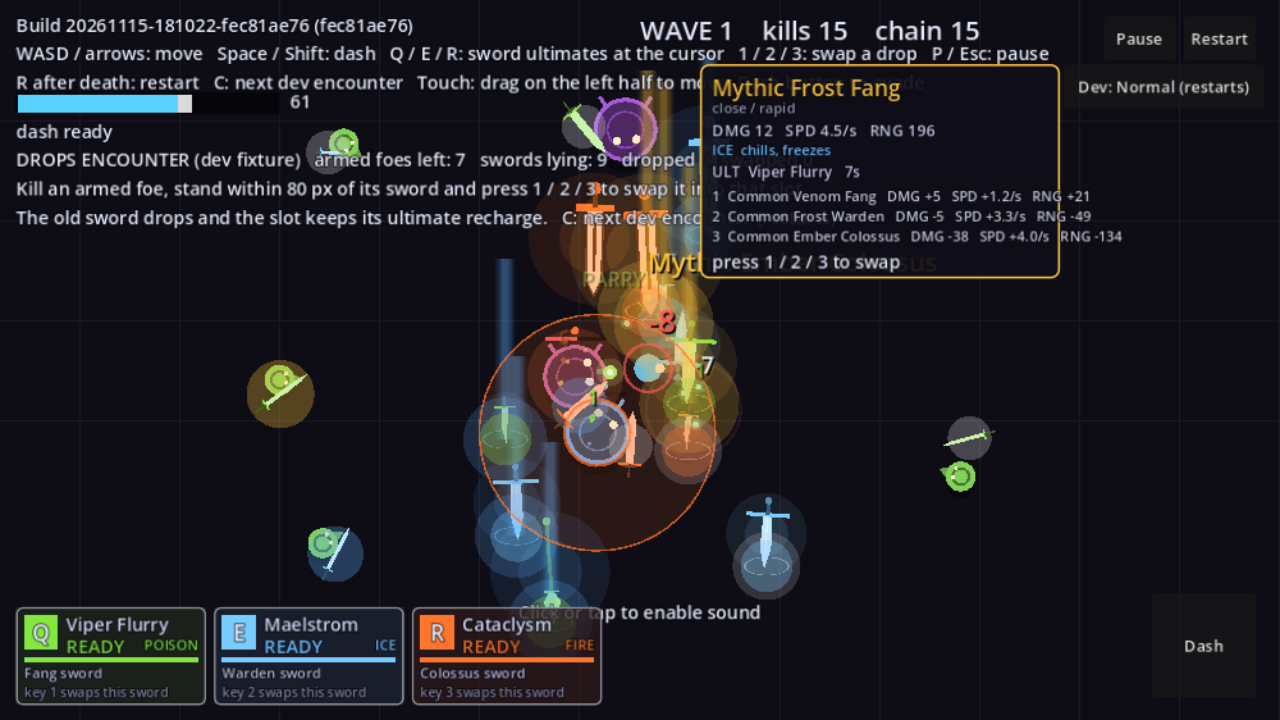 Build 20261115-181022-fec81ae76 (fec81ae76)
WAVE 1 kills 15 chain 15
Pause
Restart
WASD / arrows: move Space / Shift: dash Q / E / R: sword ultimates at the cursor 1 / 2 / 3: swap a drop P / Esc: pause
R after death: restart C: next dev encounter Touch: drag on the left half to
Dev: Normal (restarts)
61
dash ready
DROPS ENCOUNTER (dev fixture) armed foes left: 7 swords lying: 9 dropped
Kill an armed foe, stand within 80 px of its sword and press 1 / 2 / 3 to swap it
The old sword drops and the slot keeps its ultimate recharge. C: next dev
Mythic Frost Fang
close / rapid
DMG 12 SPD 4.5/s RNG 196
ICE chills, freezes
ULT Viper Flurry 7s
1 Common Venom Fang DMG +5 SPD +1.2/s RNG +21
2 Common Frost Warden DMG -5 SPD +3.3/s RNG -49
3 Common Ember Colossus DMG -38 SPD +4.0/s RNG -134
press 1 / 2 / 3 to swap
PARRY
-8
7
1
Click or tap to enable sound
Q Viper Flurry
READY POISON
Fang sword
key 1 swaps this sword
E Maelstrom
READY ICE
Warden sword
key 2 swaps this sword
R Cataclysm
READY FIRE
Colossus sword
key 3 swaps this sword
Dash